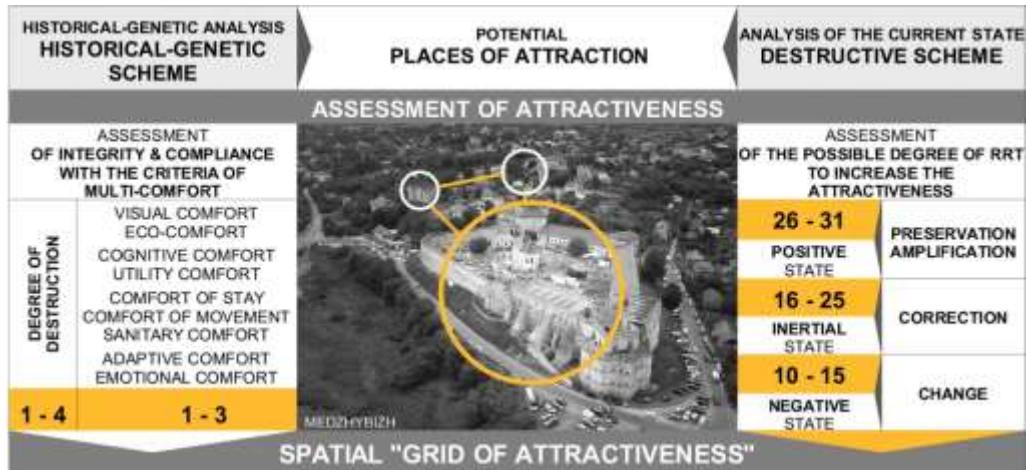 HISTORICAL-GENETIC ANALYSIS
HISTORICAL-GENETIC
SCHEME
POTENTIAL
PLACES OF ATTRACTION
ANALYSIS OF THE CURRENT STATE
DESTRUCTIVE SCHEME
ASSESSMENT OF ATTRACTIVENESS
ASSESSMENT
OF INTEGRITY & COMPLIANCE
WITH THE CRITERIA OF
MULTI-COMFORT
DEGREE OF
DESTRUCTION
VISUAL COMFORT
ECO-COMFORT
COGNITIVE COMFORT
UTILITY COMFORT
COMFORT OF STAY
COMFORT OF MOVEMENT
SANITARY COMFORT
ADAPTIVE COMFORT
EMOTIONAL COMFORT
1 - 4
1 - 3
MEDZHYBIZH
ASSESSMENT
OF THE POSSIBLE DEGREE OF RRT
TO INCREASE THE
ATTRACTIVENESS
26 - 31
POSITIVE
STATE
PRESERVATION
AMPLIFICATION
16 - 25
INERTIAL
STATE
CORRECTION
10 - 15
NEGATIVE
STATE
CHANGE
SPATIAL "GRID OF ATTRACTIVENESS"